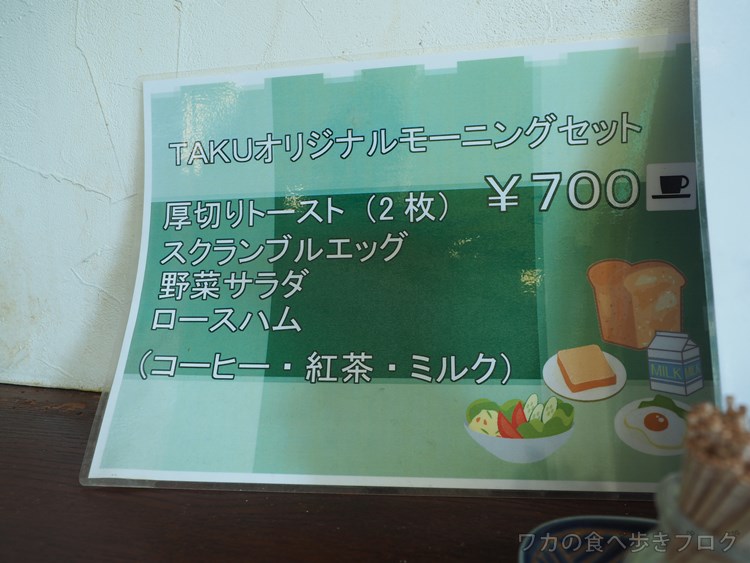 TAKUオリジナルモーニングセット
¥700
厚切りトースト(2枚)
スクランブルエッグ
野菜サラダ
ロースハム
(コーヒー・紅茶・ミルク)
MILK MILK
ワカの食べ歩きブログ